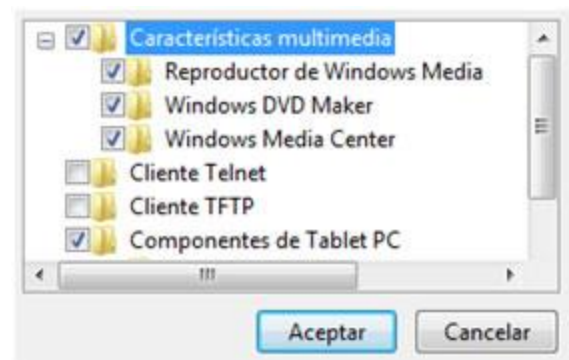 Características multimedia
Reproductor de Windows Media
Windows DVD Maker
Windows Media Center
Cliente Telnet
Cliente TFTP
Componentes de Tablet PC
Aceptar
Cancelar